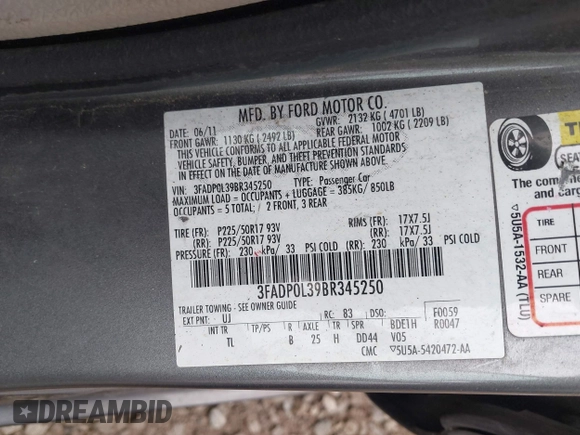 MFD. BY FORD MOTOR CO.
DATE: 06/11 GVWR: 2132 KG ( 4701 LB)
FRONT GAWR: 1130 KG ( 2492 LB) REAR GAWR: 1002 KG ( 2209 LB)
THIS VEHICLE CONFORMS TO ALL APPLICABLE FEDERAL MOTOR
VEHICLE SAFETY, BUMPER, AND THEFT PREVENTION STANDARDS
IN EFFECT ON THE DATE OF MANUFACTURE SHOWN ABOVE.
VIN: 3FADP0L39BR345250 TYPE: Passenger Car
MAXIMUM LOAD = OCCUPANTS + LUGGAGE = 385KG/ 850LB
OCCUPANTS = 5 TOTAL: 2 FRONT, 3 REAR
TIRE (FR): P225/50R17 93V RIMS (FR): 17X7.5J
(RR): P225/50R17 93V (RR): 17X7.5J
PRESSURE (FR): 230 kPa/ 33 PSI COLD (RR): 230 kPa/ 33 PSI COLD
3FADP0L39BR345250
TRAILER TOWING - SEE OWNER GUIDE
EXT PNT: UJ RC: 83 DSO: F0059
R0047
INT TR TP/PS R AXLE TR SPR BDE1H
TL B 25 H DD44 V05
CMC ▽5U5A-5420472-AA
SEA
The com
and carg
▽5U5A-1532-AA (TLU)
TIRE
FRONT
REAR
SPARE
DREAMBID